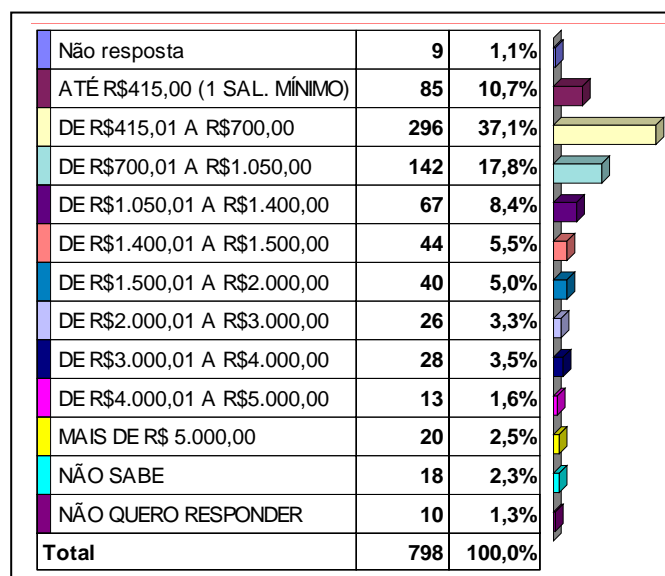 Não resposta 9 1,1%
ATÉ R$415,00 (1 SAL. MÍNIMO) 85 10,7%
DE R$415,01 A R$700,00 296 37,1%
DE R$700,01 A R$1.050,00 142 17,8%
DE R$1.050,01 A R$1.400,00 67 8,4%
DE R$1.400,01 A R$1.500,00 44 5,5%
DE R$1.500,01 A R$2.000,00 40 5,0%
DE R$2.000,01 A R$3.000,00 26 3,3%
DE R$3.000,01 A R$4.000,00 28 3,5%
DE R$4.000,01 A R$5.000,00 13 1,6%
MAIS DE R$ 5.000,00 20 2,5%
NÃO SABE 18 2,3%
NÃO QUERO RESPONDER 10 1,3%
Total 798 100,0%